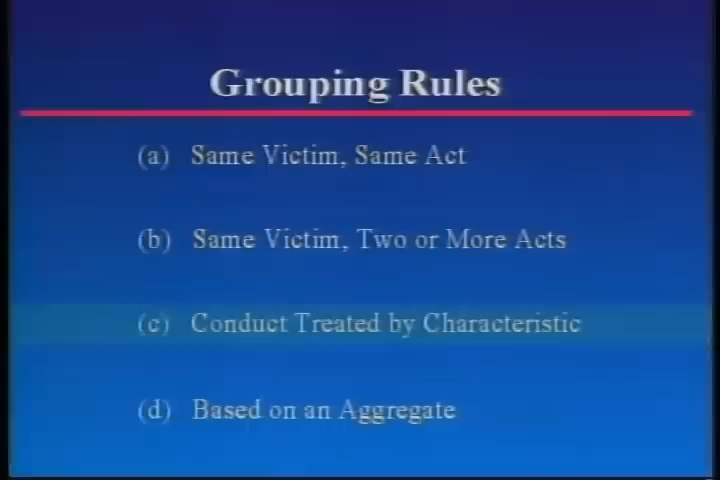 Grouping Rules
(a) Same Victim, Same Act
(b) Same Victim, Two or More Acts
(c) Conduct Treated by Characteristic
(d) Based on an Aggregate